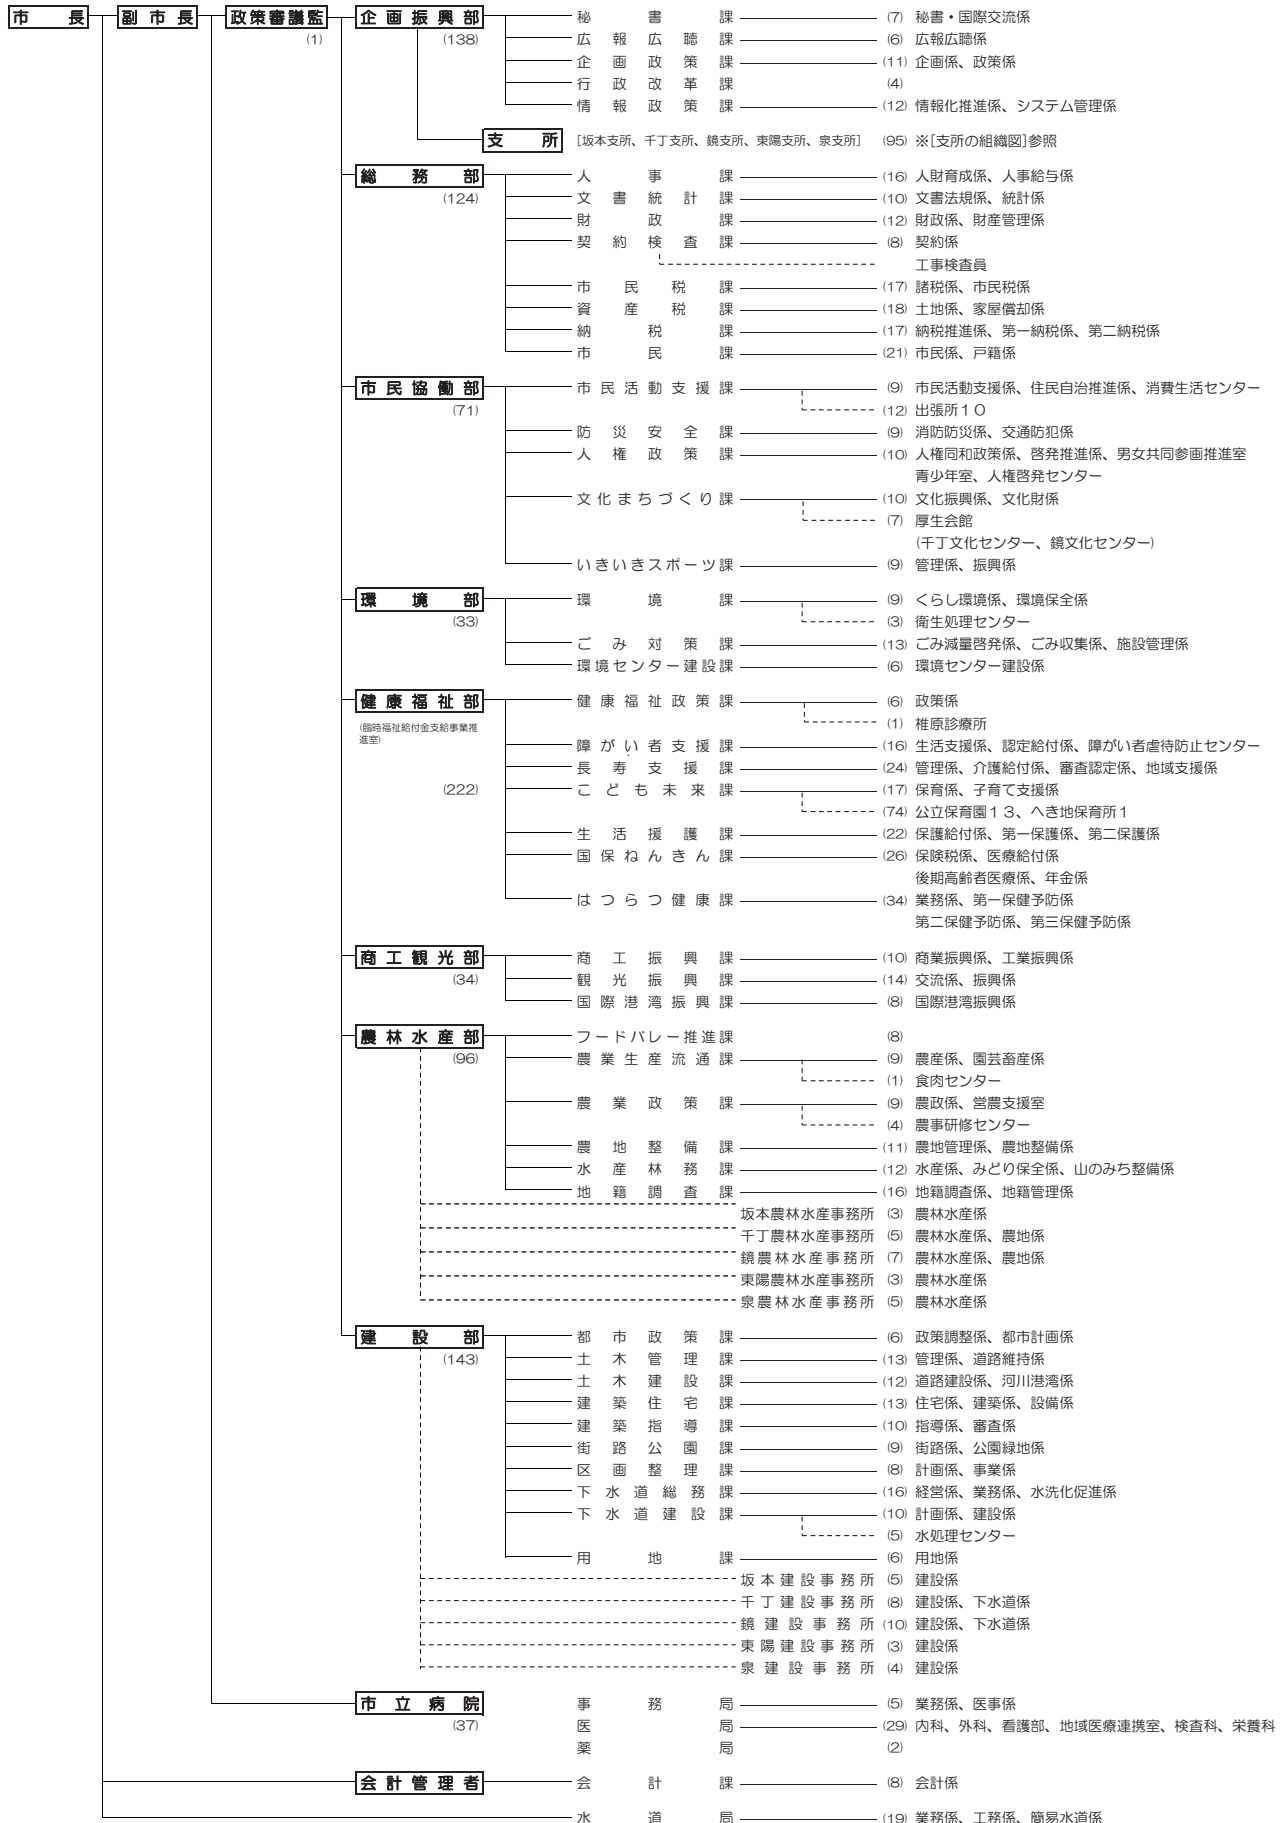 市長 副市長 政策審議監 企画振興部 秘書課 (7) 秘書・国際交流係
(1) (138) 広報広聴課 (6) 広報広聴係
企画政策課 (11) 企画係、政策係
行政改革課 (4)
情報政策課 (12) 情報化推進係、システム管理係
支所 [坂本支所、千丁支所、鏡支所、東陽支所、泉支所] (95) ※[支所の組織図]参照
総務部 人事課 (16) 人財育成係、人事給与係
(124) 文書統計課 (10) 文書法規係、統計係
財政課 (12) 財政係、財産管理係
契約検査課 (8) 契約係
工事検査員
市民税課 (17) 諸税係、市民税係
資産税課 (18) 土地係、家屋償却係
納税課 (17) 納税推進係、第一納税係、第二納税係
市民課 (21) 市民係、戸籍係
市民協働部 市民活動支援課 (9) 市民活動支援係、住民自治推進係、消費生活センター
(71) (12) 出張所10
防災安全課 (9) 消防防災係、交通防犯係
人権政策課 (10) 人権同和政策係、啓発推進係、男女共同参画推進室
青少年室、人権啓発センター
文化まちづくり課 (10) 文化振興係、文化財係
(7) 厚生会館
(千丁文化センター、鏡文化センター)
いきいきスポーツ課 (9) 管理係、振興係
環境部 環境課 (9) くらし環境係、環境保全係
(33) (3) 衛生処理センター
ごみ対策課 (13) ごみ減量啓発係、ごみ収集係、施設管理係
環境センター建設課 (6) 環境センター建設係
健康福祉部 健康福祉政策課 (6) 政策係
(臨時福祉給付金支給事業推
進室) (1) 椎原診療所
障がい者支援課 (16) 生活支援係、認定給付係、障がい者虐待防止センター
長寿支援課 (24) 管理係、介護給付係、審査認定係、地域支援係
(222) こども未来課 (17) 保育係、子育て支援係
(74) 公立保育園13、へき地保育所1
生活援護課 (22) 保護給付係、第一保護係、第二保護係
国保ねんきん課 (26) 保険税係、医療給付係
後期高齢者医療係、年金係
はつらつ健康課 (34) 業務係、第一保健予防係
第二保健予防係、第三保健予防係
商工観光部 商工振興課 (10) 商業振興係、工業振興係
(34) 観光振興課 (14) 交流係、振興係
国際港湾振興課 (8) 国際港湾振興係
農林水産部 フードバレー推進課 (8)
(96) 農業生産流通課 (9) 農産係、園芸畜産係
(1) 食肉センター
農業政策課 (9) 農政係、営農支援室
(4) 農事研修センター
農地整備課 (11) 農地管理係、農地整備係
水産林務課 (12) 水産係、みどり保全係、山のみち整備係
地籍調査課 (16) 地籍調査係、地籍管理係
坂本農林水産事務所 (3) 農林水産係
千丁農林水産事務所 (5) 農林水産係、農地係
鏡農林水産事務所 (7) 農林水産係、農地係
東陽農林水産事務所 (3) 農林水産係
泉農林水産事務所 (5) 農林水産係
建設部 都市政策課 (6) 政策調整係、都市計画係
(143) 土木管理課 (13) 管理係、道路維持係
土木建設課 (12) 道路建設係、河川港湾係
建築住宅課 (13) 住宅係、建築係、設備係
建築指導課 (10) 指導係、審査係
街路公園課 (9) 街路係、公園緑地係
区画整理課 (8) 計画係、事業係
下水道総務課 (16) 経営係、業務係、水洗化促進係
下水道建設課 (10) 計画係、建設係
(5) 水処理センター
用地課 (6) 用地係
坂本建設事務所 (5) 建設係
千丁建設事務所 (8) 建設係、下水道係
鏡建設事務所 (10) 建設係、下水道係
東陽建設事務所 (3) 建設係
泉建設事務所 (4) 建設係
市立病院 事務局 (5) 業務係、医事係
(37) 医局 (29) 内科、外科、看護部、地域医療連携室、検査科、栄養科
薬局 (2)
会計管理者 会計課 (8) 会計係
水道局 (19) 業務係、工務係、簡易水道係